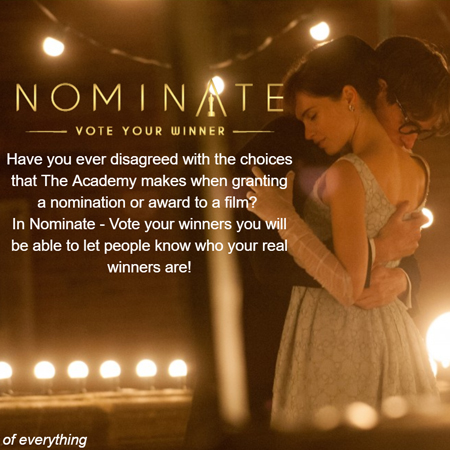 NOMINATE
VOTE YOUR WINNER
Have you ever disagreed with the choices
that The Academy makes when granting
a nomination or award to a film?
In Nominate - Vote your winners you will
be able to let people know who your real
winners are!
of everything